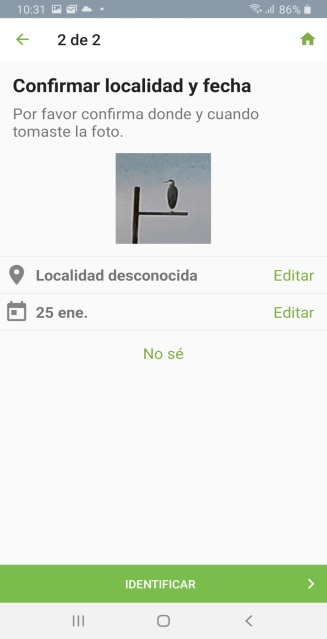 10:31 86%
2 de 2
Confirmar localidad y fecha
Por favor confirma donde y cuando
tomaste la foto.
Localidad desconocida Editar
25 ene. Editar
No sé
IDENTIFICAR